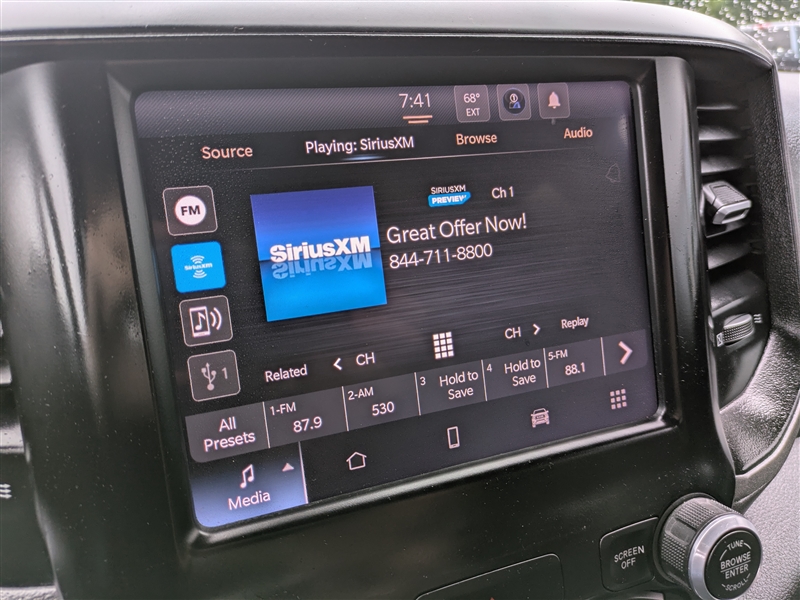 7:41
68°
EXT
Source
Playing: SiriusXM
Browse
Audio
FM
SiriusXM
PREVIEW
Ch 1
SiriusXM
Great Offer Now!
844-711-8800
SiriusXM
1
Related
CH
CH
Replay
All
Presets
1-FM
87.9
2-AM
530
3
Hold to
Save
4
Hold to
Save
5-FM
88.1
Media
SCREEN
OFF
TUNE
BROWSE
ENTER
SCROLL